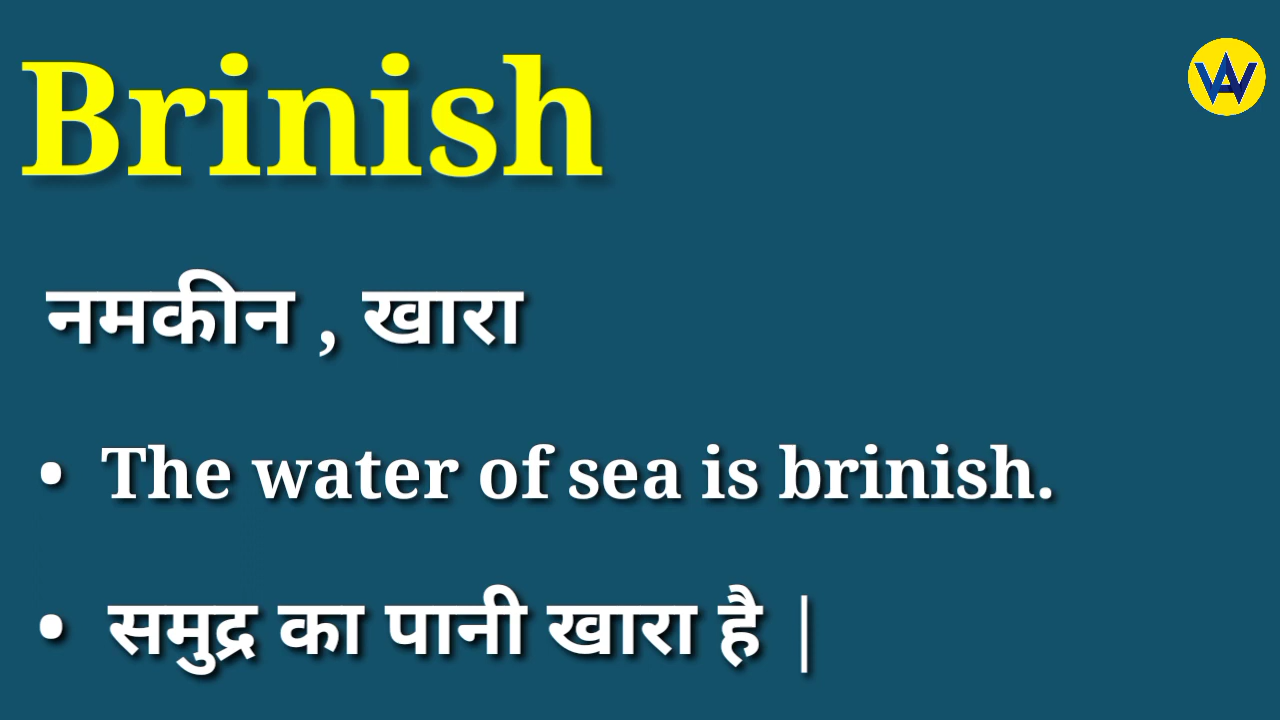 Brinish
नमकीन , खारा
• The water of sea is brinish.
• समुद्र का पानी खारा है |